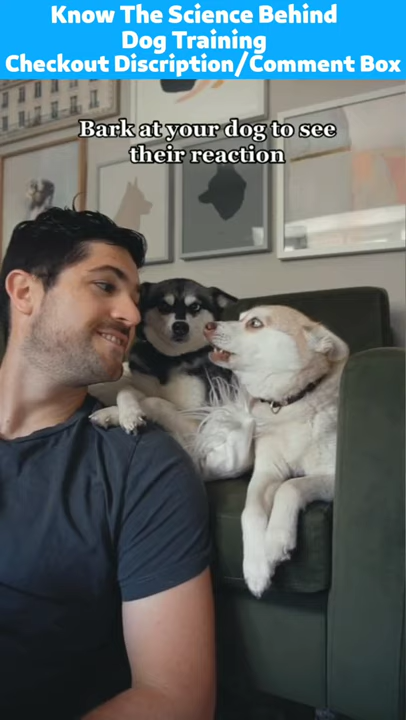 Know The Science Behind
Dog Training
Checkout Discription/Comment Box
Bark at your dog to see
their reaction